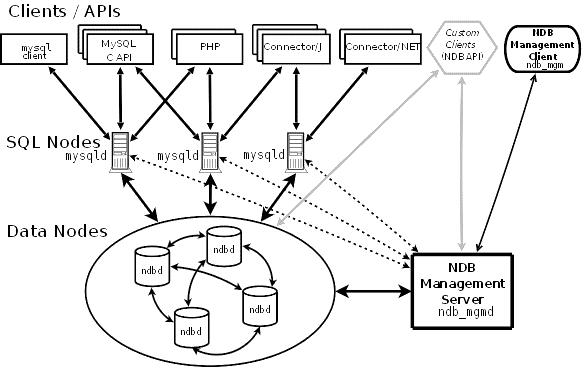 Clients / APIs
mysql
client
MySQL
C API
PHP
Connector/J
Connector/NET
Custom
Clients
(NDBAPI)
NDB
Management
Client
ndb_mgm
SQL Nodes
mysqld
mysqld
mysqld
Data Nodes
ndbd
ndbd
ndbd
ndbd
NDB
Management
Server
ndb_mgmd